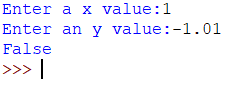 Enter a x value:1
Enter an y value:-1.01
False
>>>